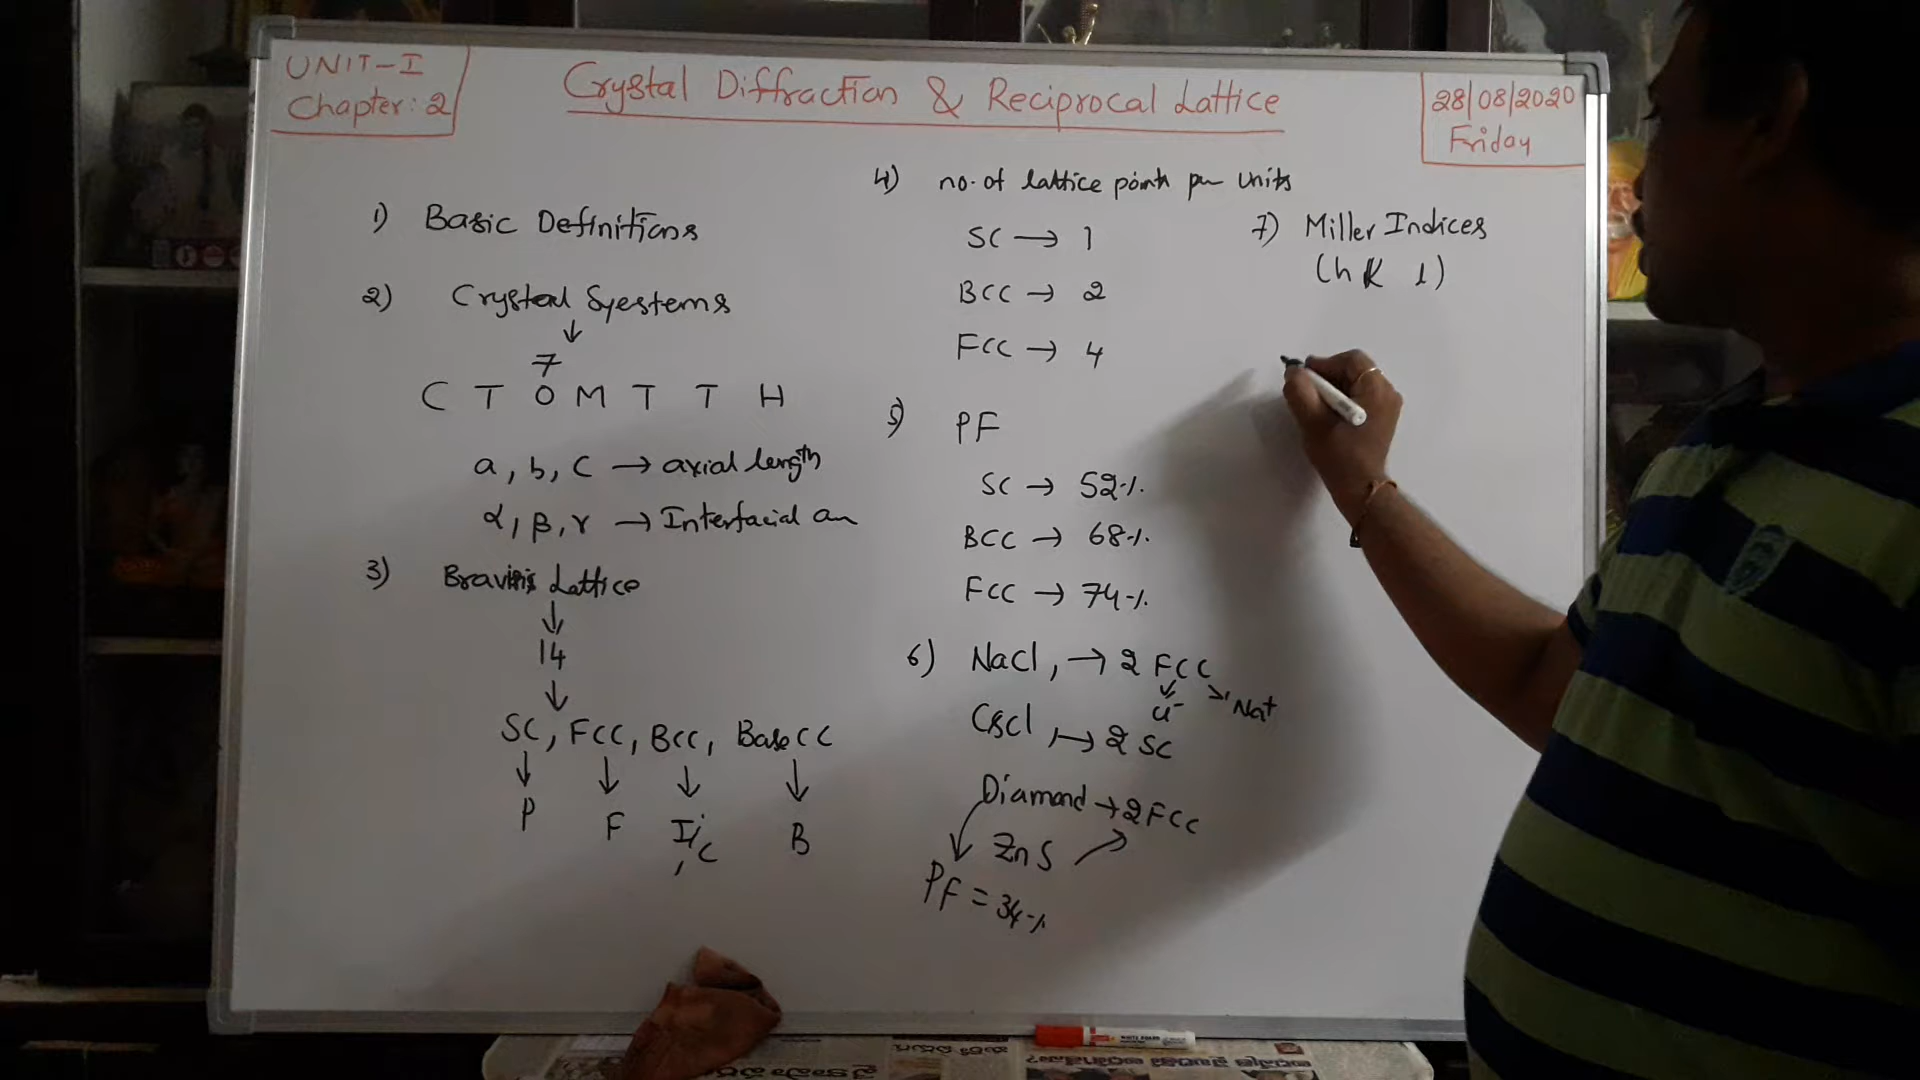 UNIT-I
Chapter: 2
Crystal Diffraction & Reciprocal Lattice
28/08/2020
Friday
1) Basic Definitions
2) Crystal Syestems
↓
7
C T O M T T H
a, b, c → axial length
α, β, γ → Interfacial an
3) Bravris Lattice
↓
14
↓
SC, FCC, BCC, Base CC
↓ ↓ ↓ ↓
P F I, C B
4) no. of lattice points per units
SC → 1
BCC → 2
FCC → 4
5) PF
SC → 52%
BCC → 68%
FCC → 74%
6) NaCl, → 2 FCC
Cl⁻ Na+
CsCl, → 2 SC
Diamond → 2 FCC
ZnS
PF = 34%
7) Miller Indices
(h k l)